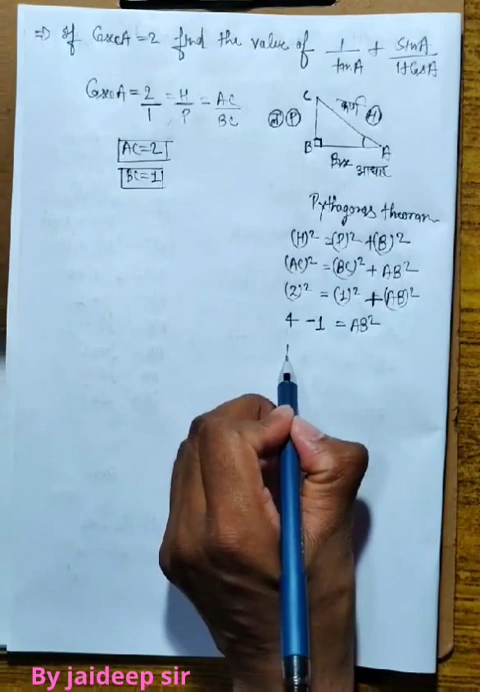 ⇒ If CosecA = 2 find the value of 1/tanA + SinA/1+CosA
CosecA = 2/1 = H/P = AC/BC
AC=2
BC=1
C
कर्ण H
लं P
B
A
Base आधार
Pythagoras theoram
(H)² = (P)² + (B)²
(AC)² = (BC)² + AB²
(2)² = (1)² + (AB)²
4 - 1 = AB²
By jaideep sir